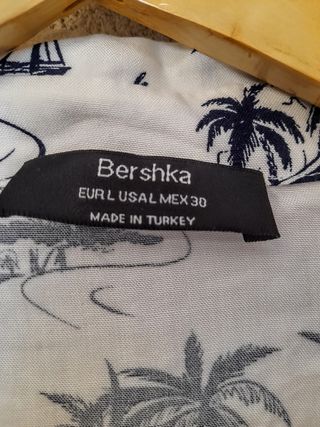 Bershka
EUR L USA L MEX 30
MADE IN TURKEY